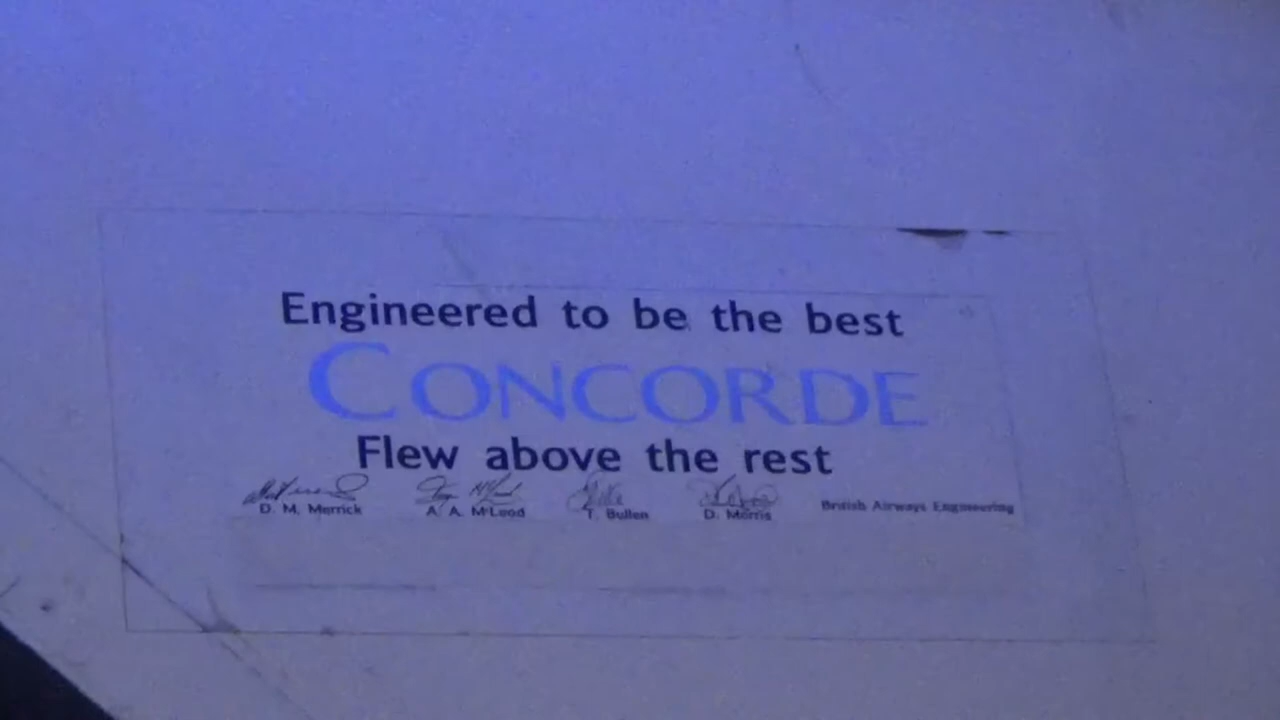 Engineered to be the best
CONCORDE
Flew above the rest
D. M. Merrick A. A. McLeod T. Bullen D. Morris British Airways Engineering